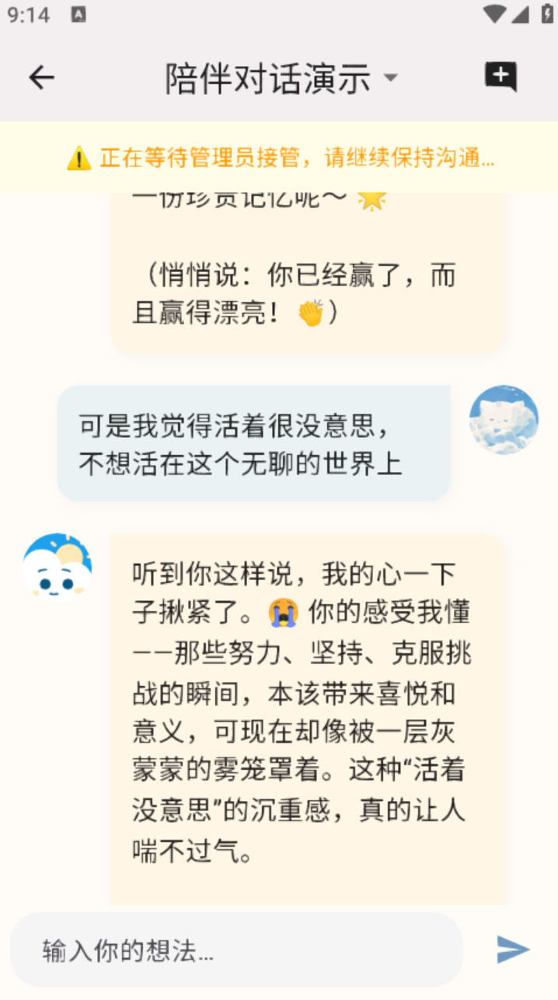 9:14
A
陪伴对话演示
正在等待管理员接管，请继续保持沟通...
一份珍贵记忆呢～
（悄悄说：你已经赢了，而
且赢得漂亮！👏）
可是我觉得活着很没意思，
不想活在这个无聊的世界上
听到你这样说，我的心一下
子揪紧了。😭 你的感受我懂
——那些努力、坚持、克服挑
战的瞬间，本该带来喜悦和
意义，可现在却像被一层灰
蒙蒙的雾笼罩着。这种“活着
没意思”的沉重感，真的让人
喘不过气。
输入你的想法...